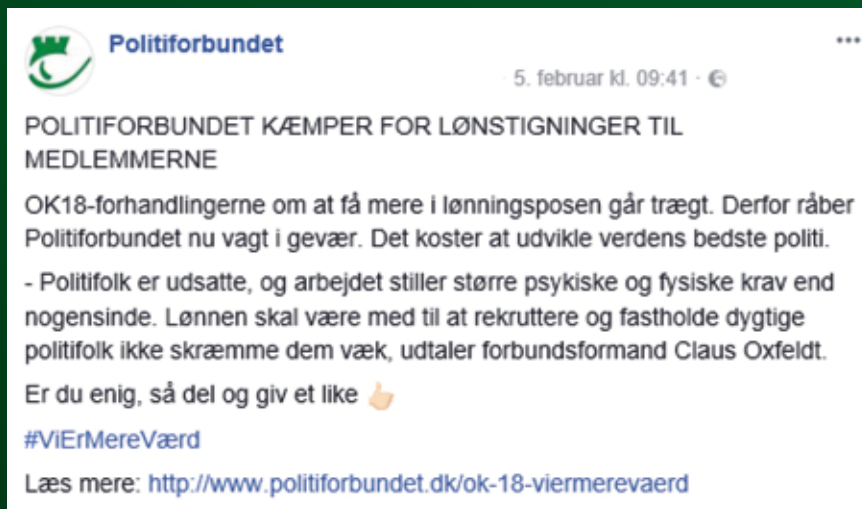 Politiforbundet
5. februar kl. 09:41 ·
POLITIFORBUNDET KÆMPER FOR LØNSTIGNINGER TIL
MEDLEMMERNE
OK18-forhandlingerne om at få mere i lønningsposen går trægt. Derfor råber
Politiforbundet nu vagt i gevær. Det koster at udvikle verdens bedste politi.
- Politifolk er udsatte, og arbejdet stiller større psykiske og fysiske krav end
nogensinde. Lønnen skal være med til at rekruttere og fastholde dygtige
politifolk ikke skræmme dem væk, udtaler forbundsformand Claus Oxfeldt.
Er du enig, så del og giv et like 👍🏻
#ViErMereVærd
Læs mere: http://www.politiforbundet.dk/ok-18-viermerevaerd